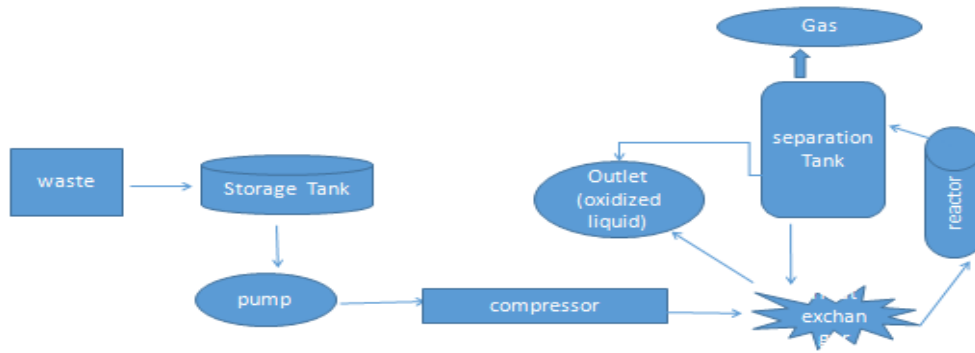 Gas
separation
Tank
waste
Storage Tank
Outlet
(oxidized
liquid)
reactor
pump
compressor
exchan